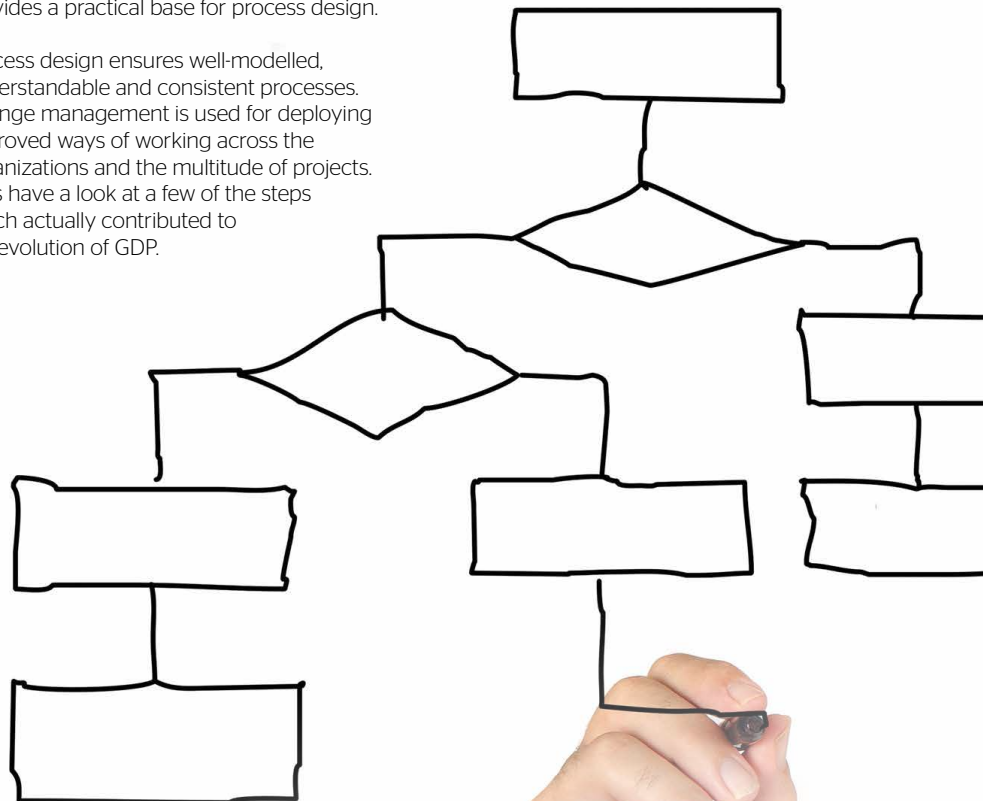 vides a practical base for process design.
cess design ensures well-modelled,
erstandable and consistent processes.
nge management is used for deploying
roved ways of working across the
anizations and the multitude of projects.
s have a look at a few of the steps
ch actually contributed to
evolution of GDP.